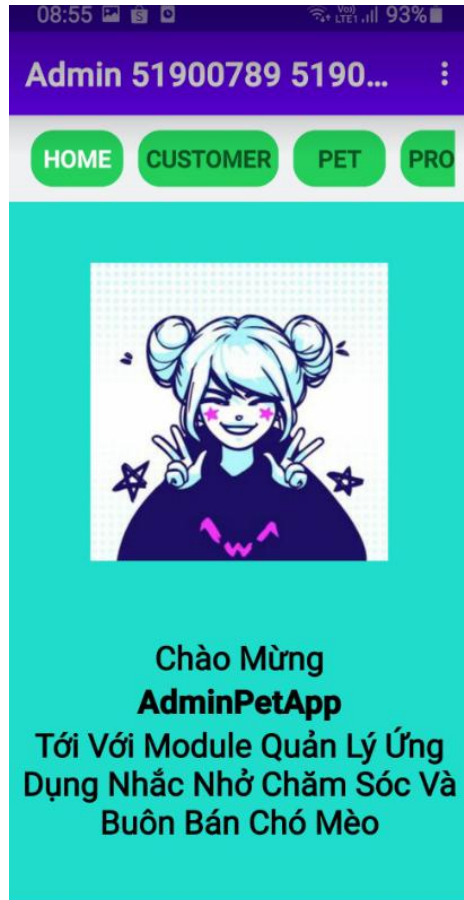 08:55 93%
Admin 51900789 5190...
HOME CUSTOMER PET PRO
Chào Mừng
AdminPetApp
Tới Với Module Quản Lý Ứng
Dụng Nhắc Nhở Chăm Sóc Và
Buôn Bán Chó Mèo